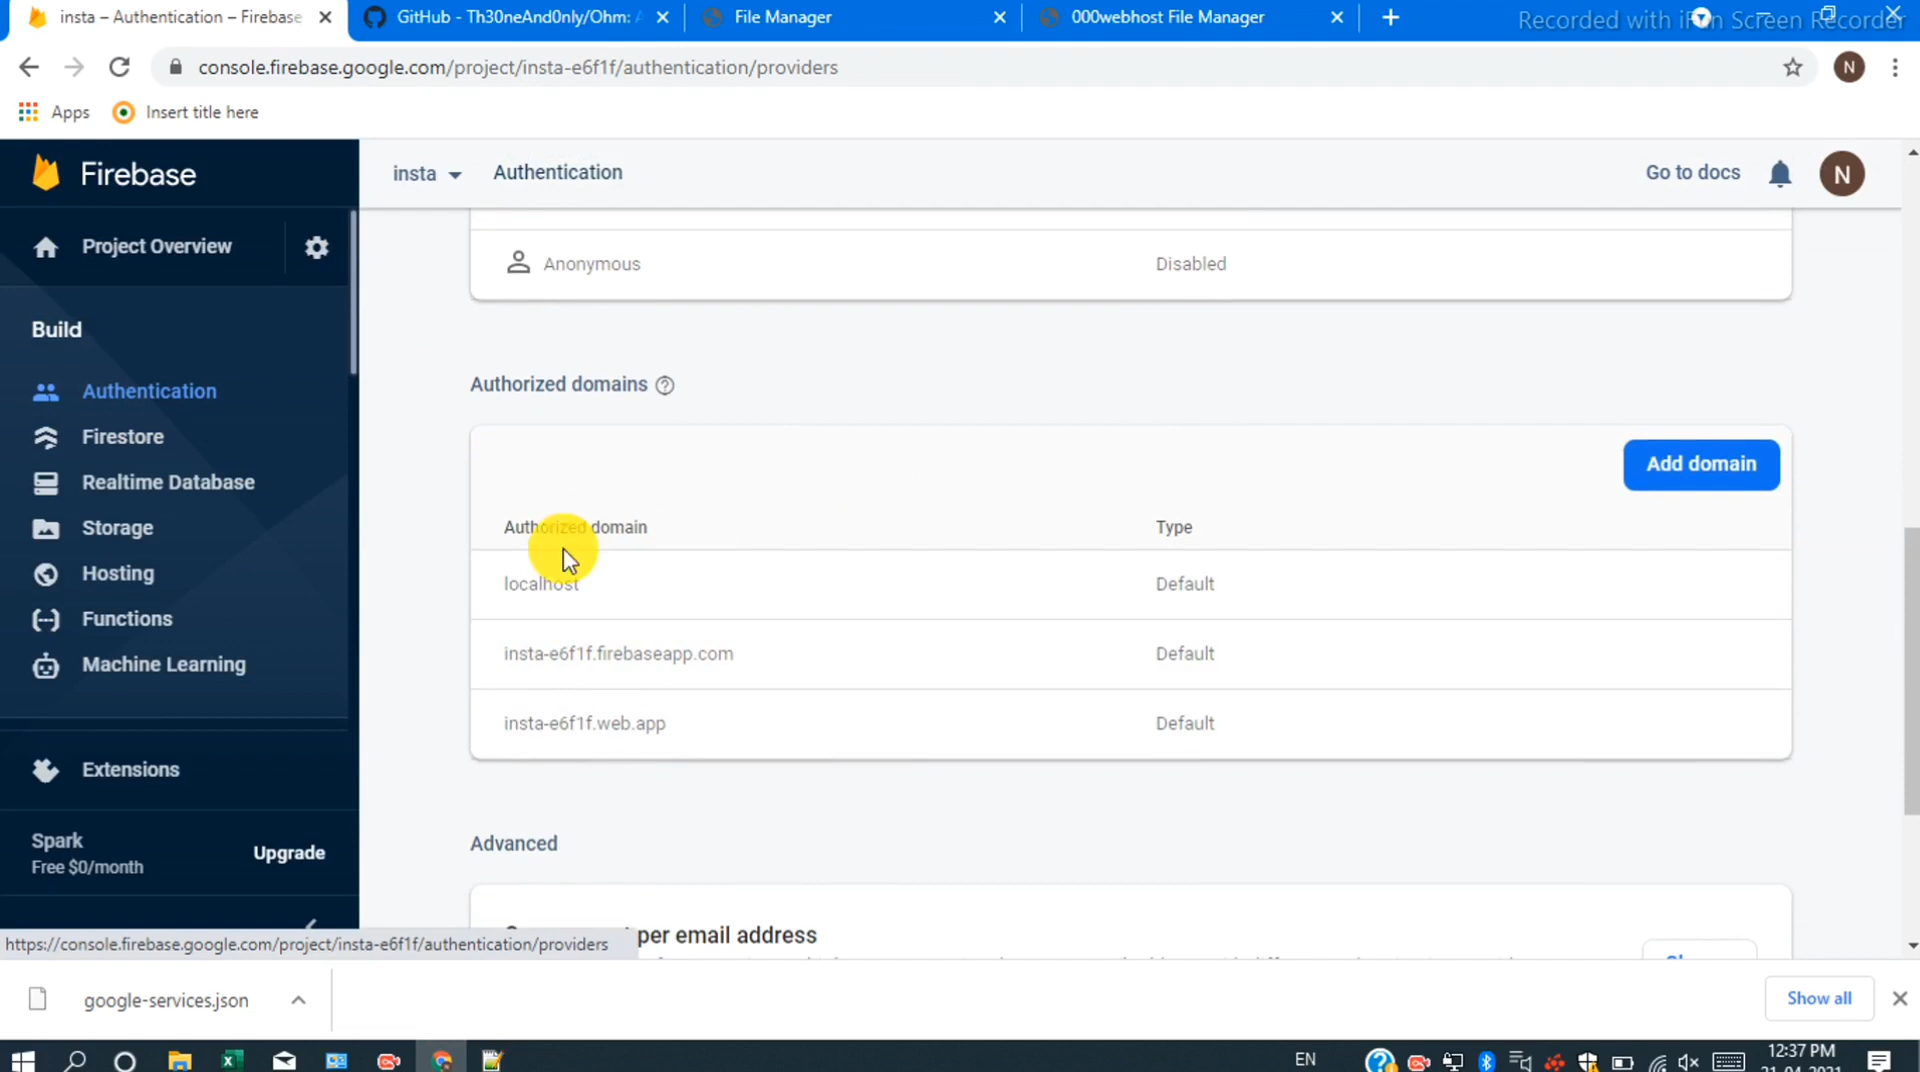 insta – Authentication – Firebase
GitHub - Th30neAnd0nly/Ohm: A
File Manager
000webhost File Manager
Recorded with iFun Screen Recorder
console.firebase.google.com/project/insta-e6f1f/authentication/providers
N
Apps
Insert title here
Firebase
insta
Authentication
Go to docs
N
Project Overview
Anonymous
Disabled
Build
Authorized domains
Authentication
Firestore
Add domain
Realtime Database
Authorized domain
Type
Storage
localhost
Default
Hosting
Functions
insta-e6f1f.firebaseapp.com
Default
Machine Learning
insta-e6f1f.web.app
Default
Extensions
Spark
Free $0/month
Upgrade
Advanced
per email address
https://console.firebase.google.com/project/insta-e6f1f/authentication/providers
google-services.json
Show all
EN
12:37 PM
21-04-2021